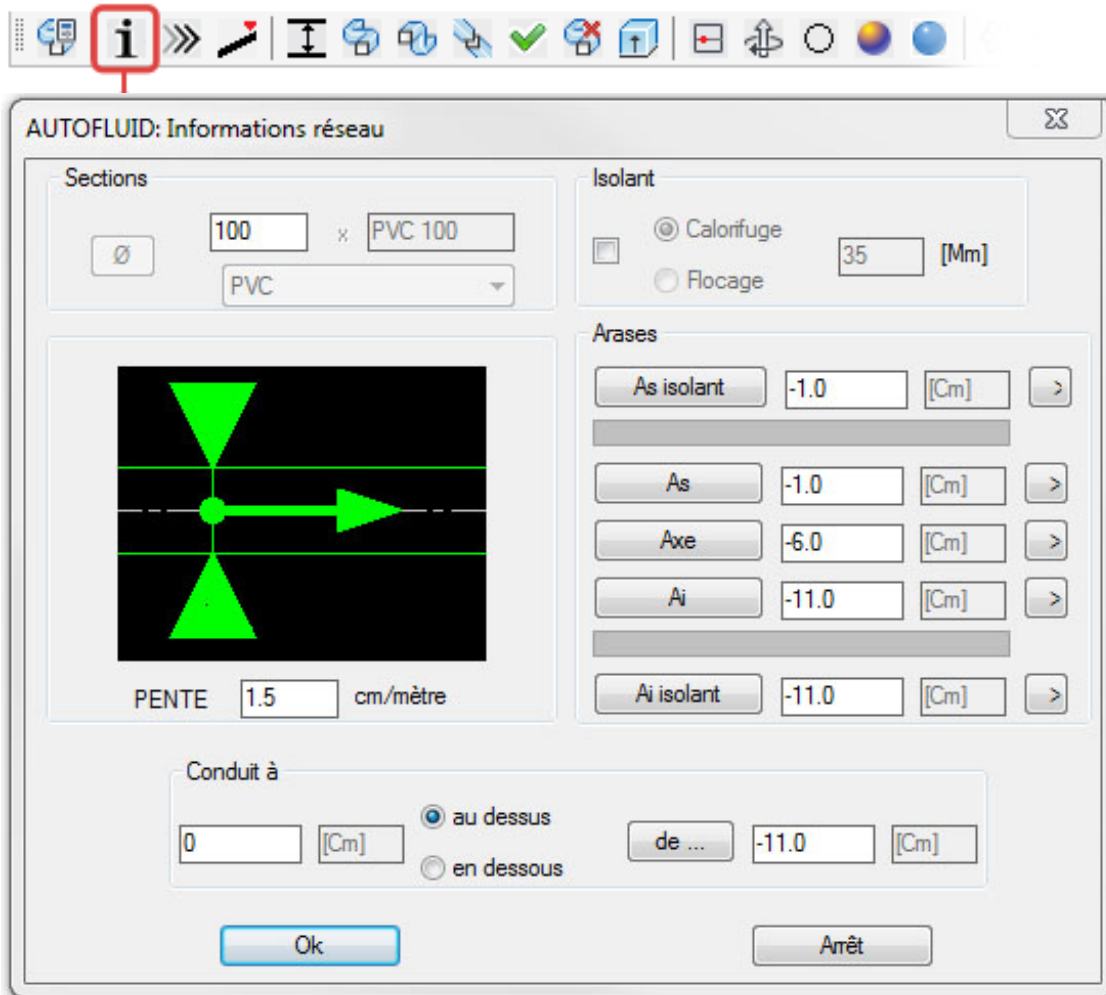 i
AUTOFLUID: Informations réseau
Sections
100 x PVC 100
Ø
PVC
Isolant
Calorifuge
35 [Mm]
Flocage
PENTE 1.5 cm/mètre
Arases
As isolant -1.0 [Cm] >
As -1.0 [Cm] >
Axe -6.0 [Cm] >
Ai -11.0 [Cm] >
Ai isolant -11.0 [Cm] >
Conduit à
0 [Cm]
au dessus
en dessous
de ... -11.0 [Cm]
Ok
Arrêt